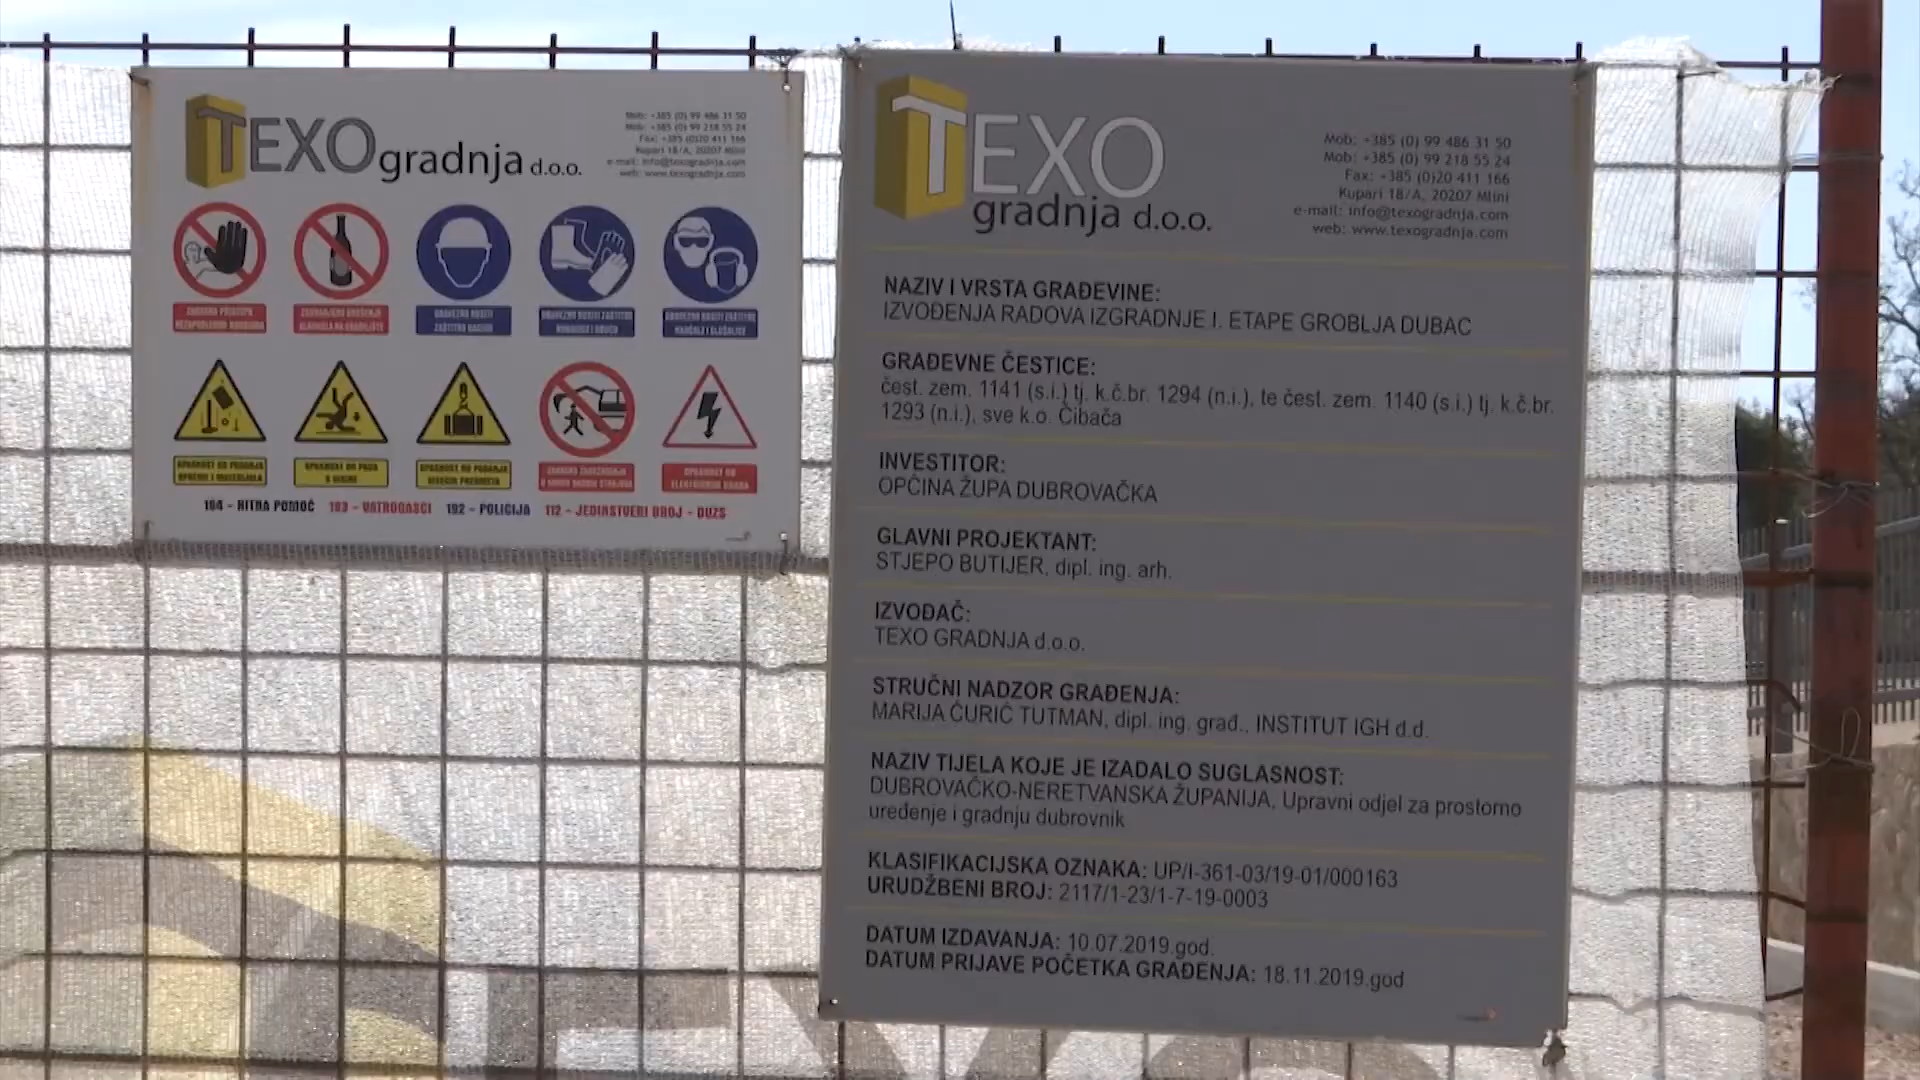 TEXO gradnja d.o.o.
Mob: +385 (0) 99 486 31 50
Mob: +385 (0) 99 218 55 24
Fax: +385 (0)20 411 166
Kupari 18/A, 20207 Mlini
e-mail: info@texogradnja.com
web: www.texogradnja.com
194 - HITNA POMOĆ 193 - VATROGASCI 192 - POLICIJA 112 - JEDINSTVENI BROJ - DUZS
TEXO
gradnja d.o.o.
Mob: +385 (0) 99 486 31 50
Mob: +385 (0) 99 218 55 24
Fax: +385 (0)20 411 166
Kupari 18/A, 20207 Mlini
e-mail: info@texogradnja.com
web: www.texogradnja.com
NAZIV I VRSTA GRAĐEVINE:
IZVOĐENJA RADOVA IZGRADNJE I. ETAPE GROBLJA DUBAC
GRAĐEVNE ČESTICE:
čest. zem. 1141 (s.i.) tj. k.č.br. 1294 (n.i.), te čest. zem. 1140 (s.i.) tj. k.č.br.
1293 (n.i.), sve k.o. Čibača
INVESTITOR:
OPĆINA ŽUPA DUBROVAČKA
GLAVNI PROJEKTANT:
STJEPO BUTIJER, dipl. ing. arh.
IZVOĐAČ:
TEXO GRADNJA d.o.o.
STRUČNI NADZOR GRAĐENJA:
MARIJA ĆURIĆ TUTMAN, dipl. ing. građ., INSTITUT IGH d.d.
NAZIV TIJELA KOJE JE IZADALO SUGLASNOST:
DUBROVAČKO-NERETVANSKA ŽUPANIJA, Upravni odjel za prostorno
uređenje i gradnju dubrovnik
KLASIFIKACIJSKA OZNAKA: UP/I-361-03/19-01/000163
URUDŽBENI BROJ: 2117/1-23/1-7-19-0003
DATUM IZDAVANJA: 10.07.2019.god.
DATUM PRIJAVE POČETKA GRAĐENJA: 18.11.2019.god